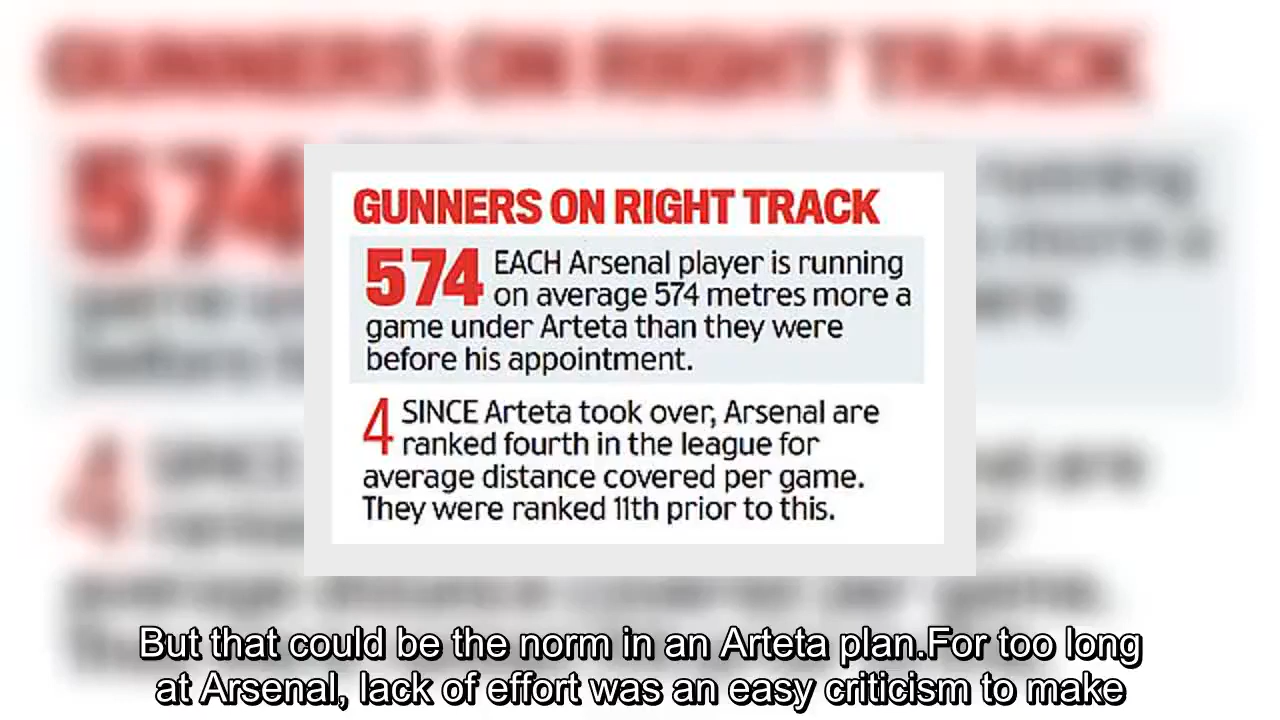 GUNNERS ON RIGHT TRACK
574 EACH Arsenal player is running
on average 574 metres more a
game under Arteta than they were
before his appointment.
4 SINCE Arteta took over, Arsenal are
ranked fourth in the league for
average distance covered per game.
They were ranked 11th prior to this.
But that could be the norm in an Arteta plan.For too long
at Arsenal, lack of effort was an easy criticism to make